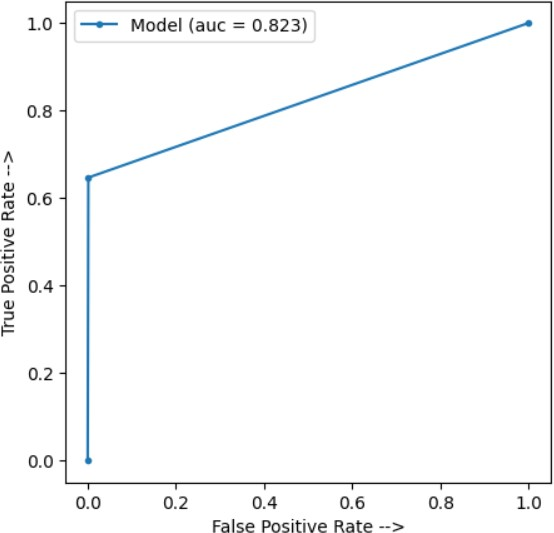 Model (auc = 0.823)
1.0
0.8
0.6
0.4
0.2
0.0
True Positive Rate -->
0.0 0.2 0.4 0.6 0.8 1.0
False Positive Rate -->